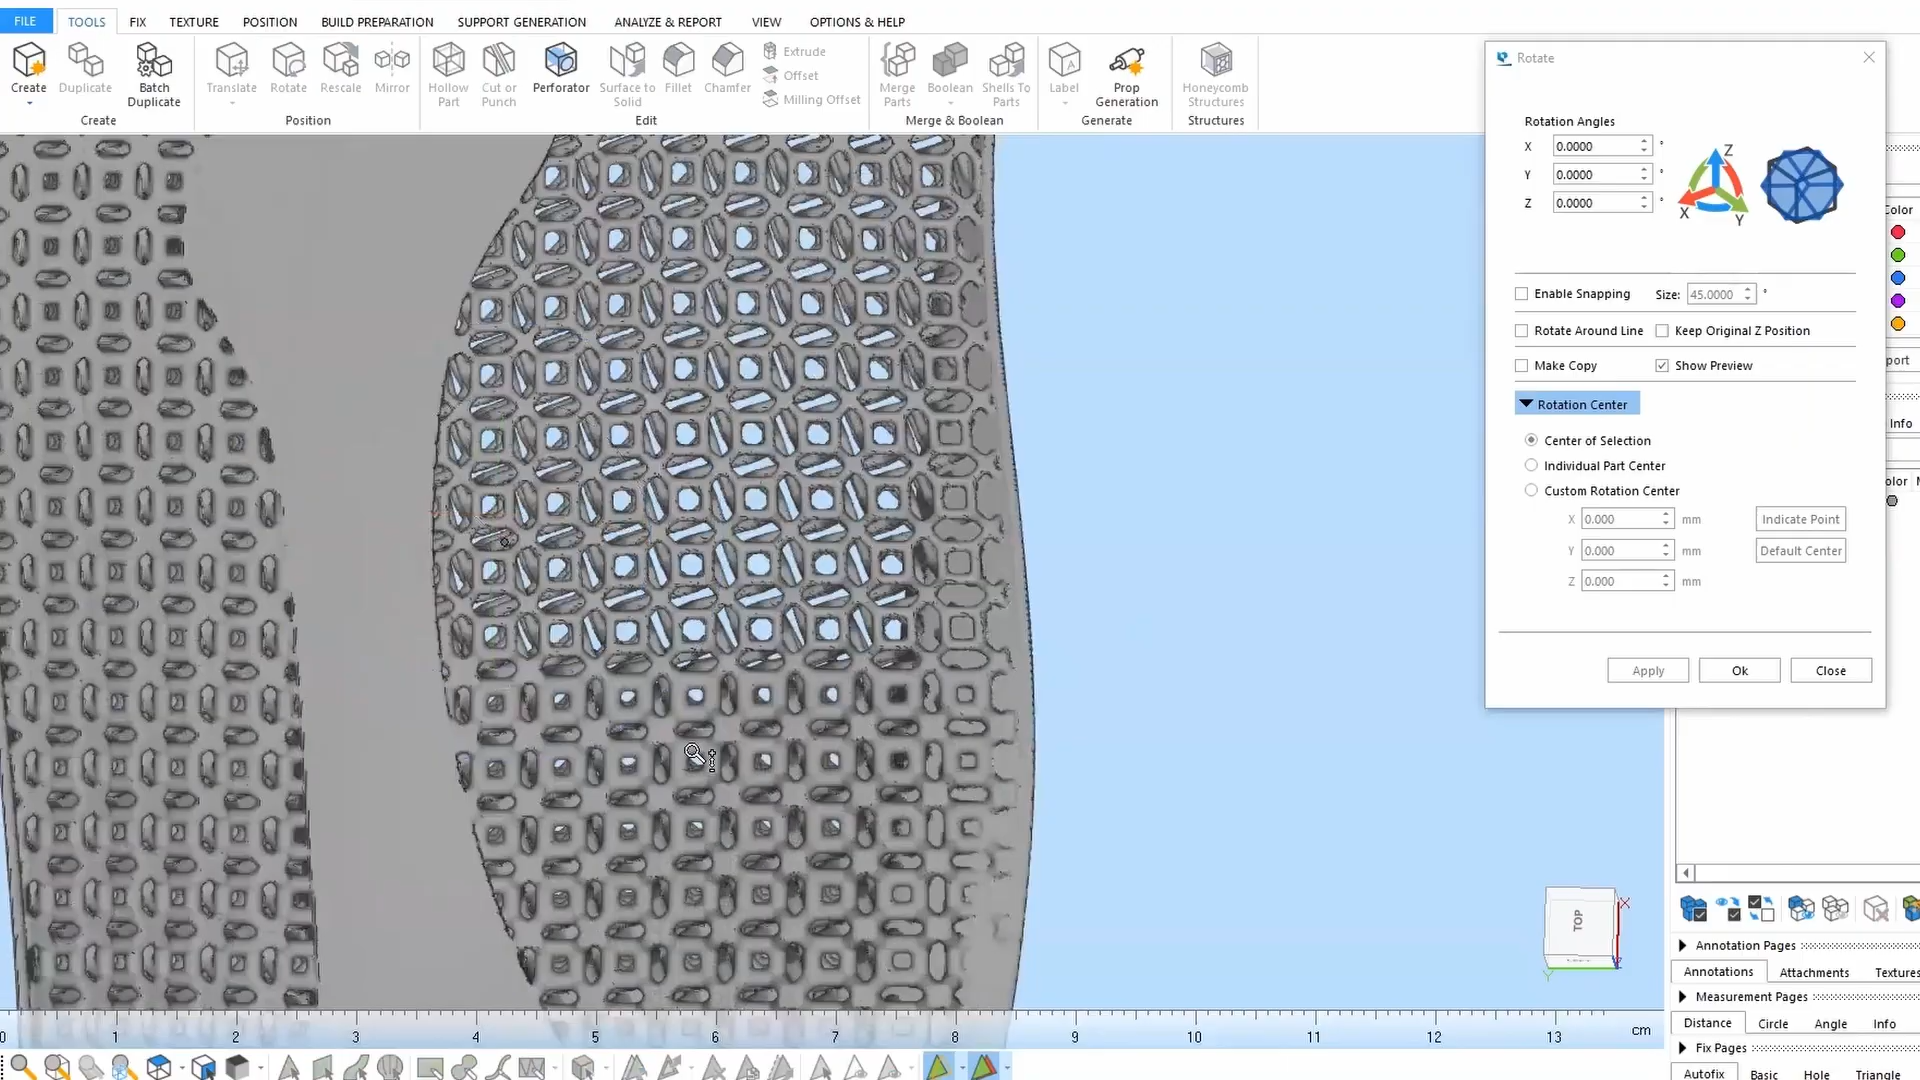 FILE TOOLS FIX TEXTURE POSITION BUILD PREPARATION SUPPORT GENERATION ANALYZE & REPORT VIEW OPTIONS & HELP
Create Duplicate Batch Duplicate
Create
Translate Rotate Rescale Mirror
Position
Hollow Part Cut or Punch Perforator Surface to Solid Fillet Chamfer
Extrude
Offset
Milling Offset
Edit
Merge Parts Boolean Shells To Parts
Merge & Boolean
Label Prop Generation
Generate
Honeycomb Structures
Structures
Rotate
Rotation Angles
X 0.0000 °
Y 0.0000 °
Z 0.0000 °
Z
X
Y
Enable Snapping Size: 45.0000 °
Rotate Around Line Keep Original Z Position
Make Copy Show Preview
Rotation Center
Center of Selection
Individual Part Center
Custom Rotation Center
X 0.000 mm Indicate Point
Y 0.000 mm Default Center
Z 0.000 mm
Apply Ok Close
Color
port
Info
olor
TOP
X
Y
Annotation Pages
Annotations Attachments Textures
Measurement Pages
Distance Circle Angle Info
Fix Pages
Autofix Basic Hole Triangle
0 1 2 3 4 5 6 7 8 9 10 11 12 13 cm